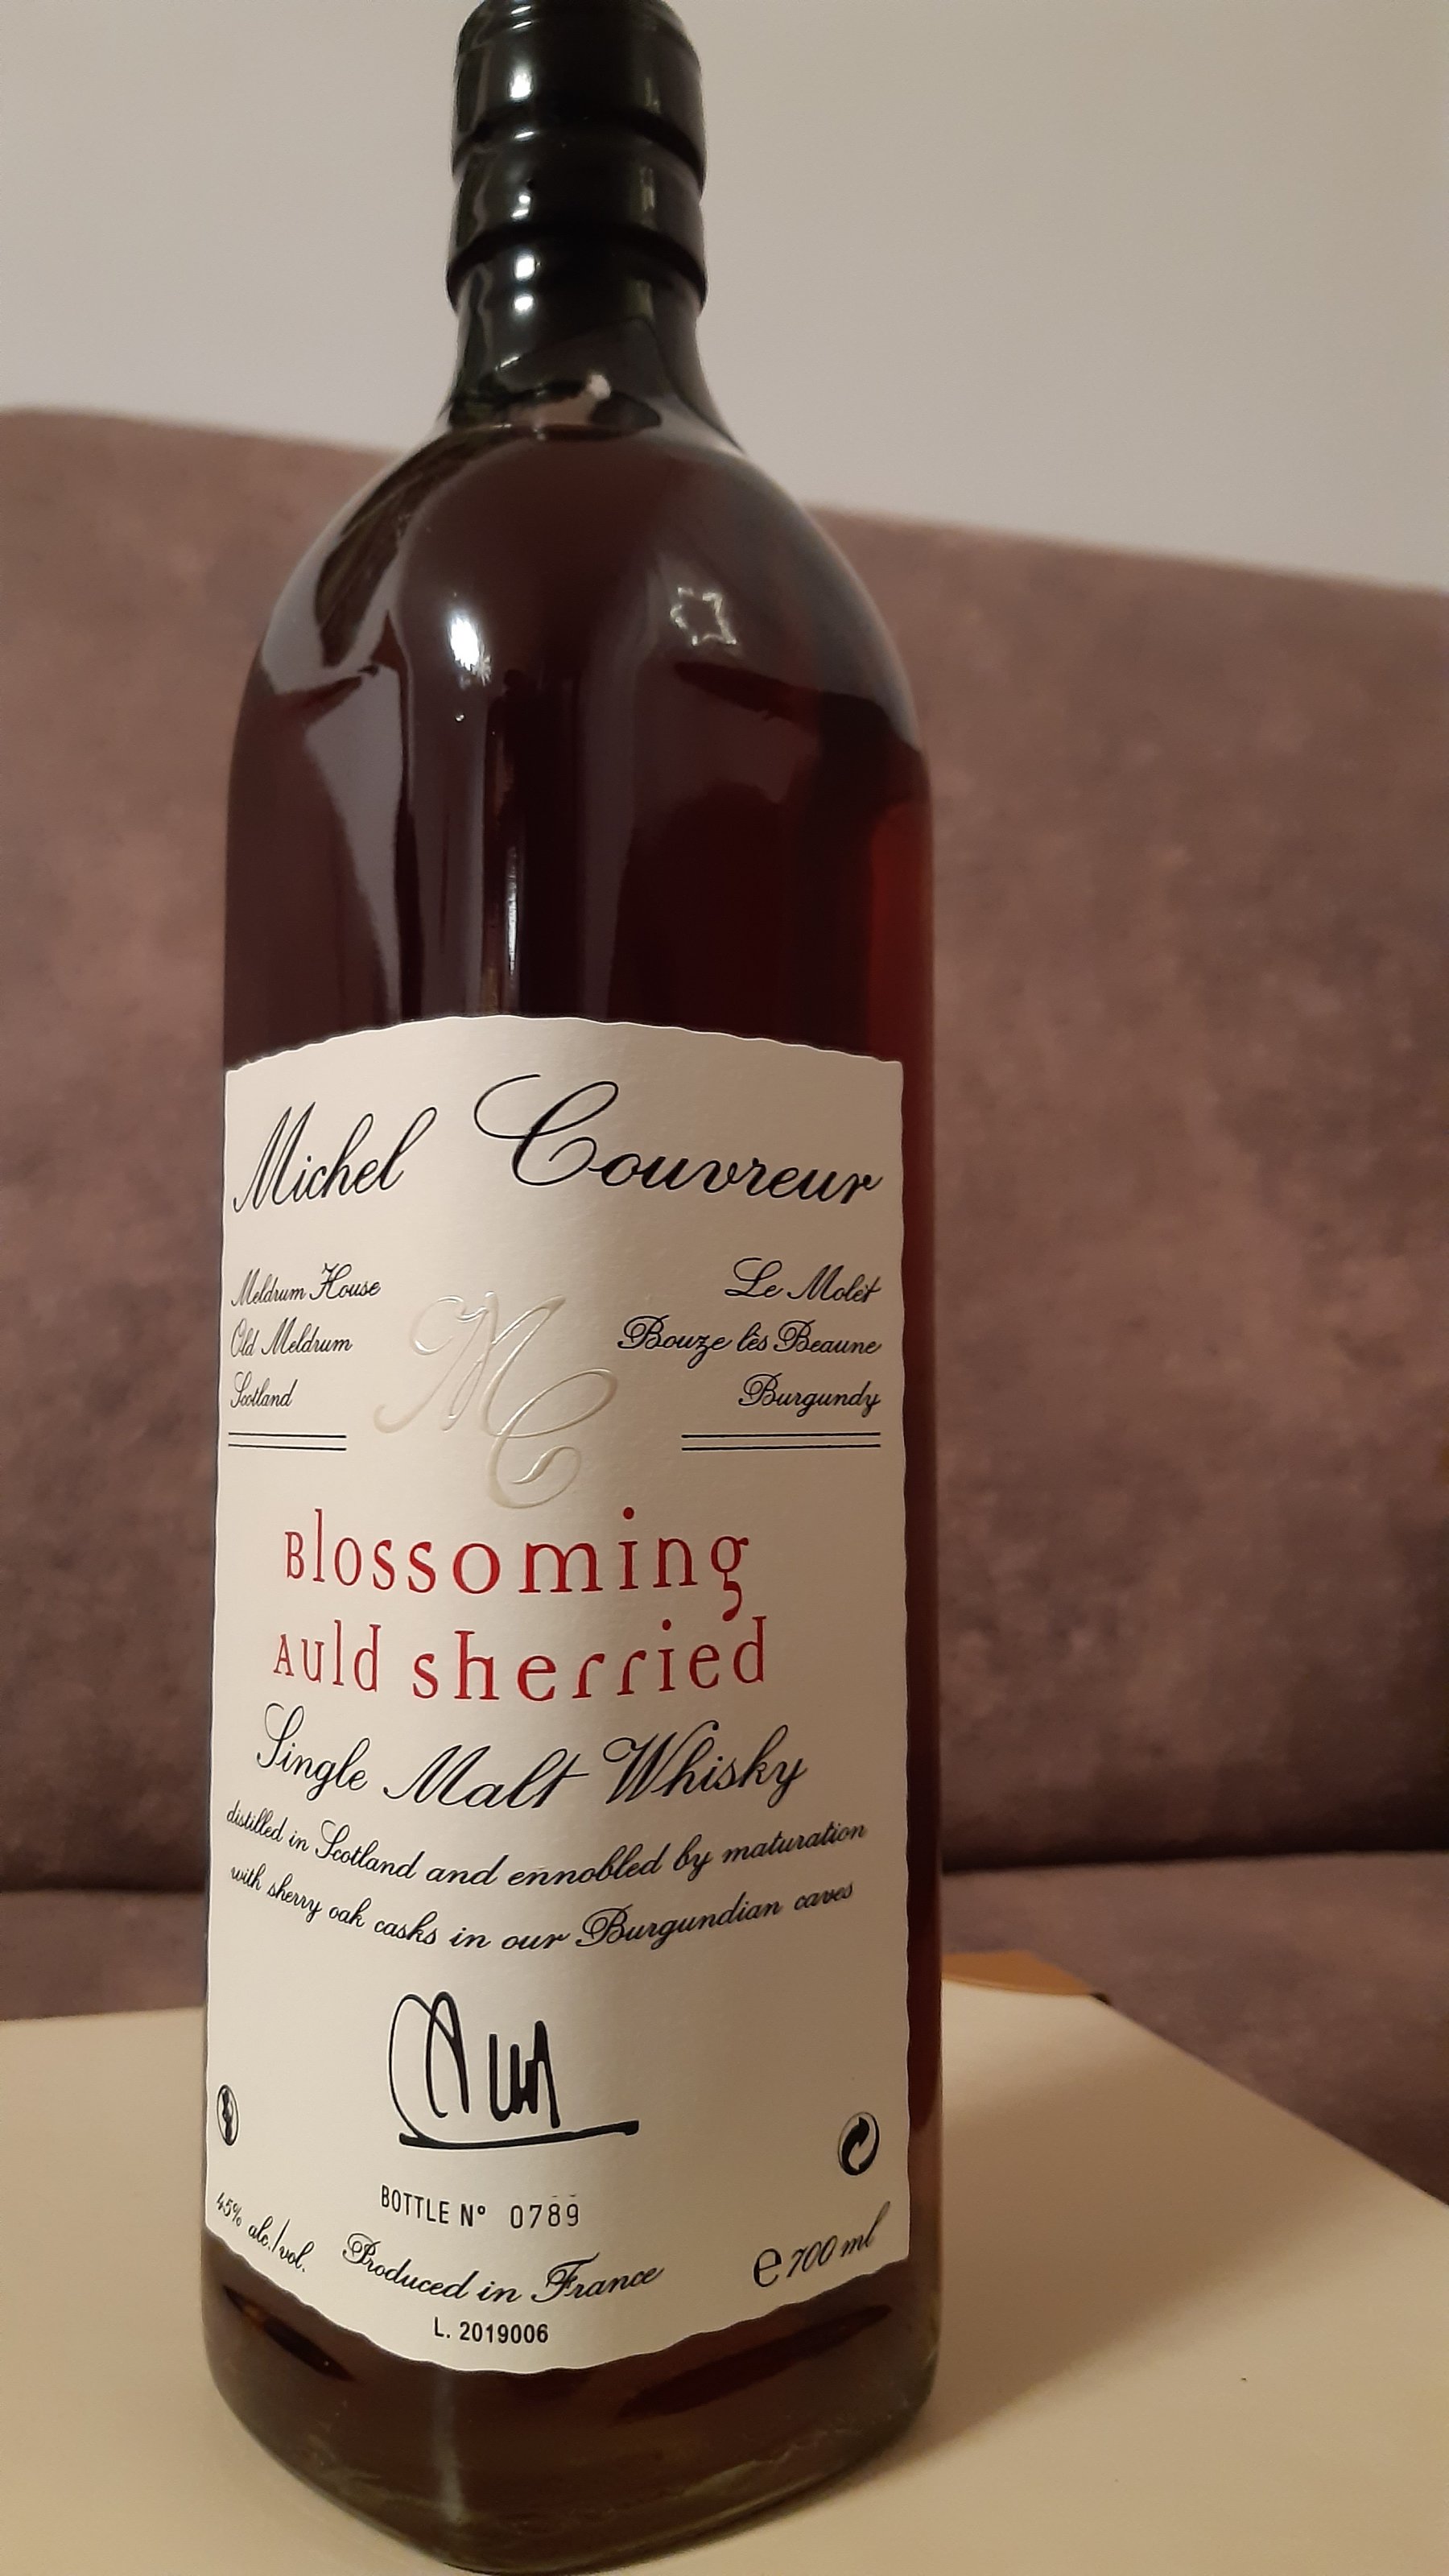 Michel Couvreur
Meldrum House
Old Meldrum
Scotland
Le Molet
Bouze lès Beaune
Burgundy
MC
Blossoming
Auld sherried
Single Malt Whisky
distilled in Scotland and ennobled by maturation
with sherry oak casks in our Burgundian caves
BOTTLE N° 0789
45% alc./vol.
Produced in France
e 700 ml
L. 2019006